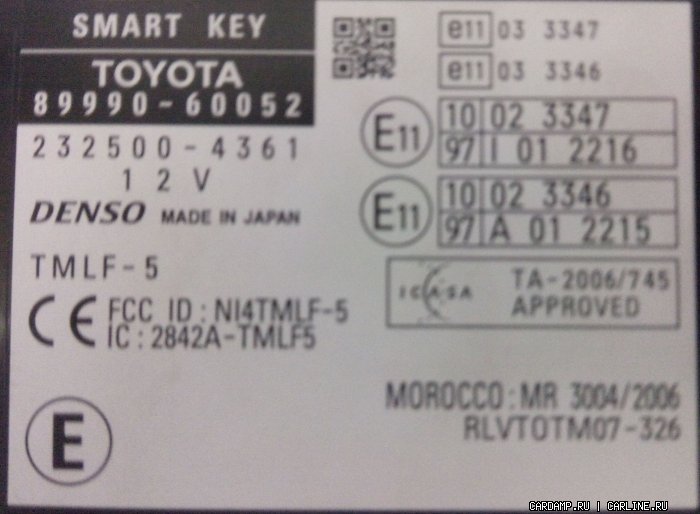 SMART KEY
TOYOTA
89990-60052
232500-4361
12V
DENSO MADE IN JAPAN
TMLF-5
CE FCC ID : NI4TMLF-5
IC : 2842A-TMLF5
E
e11 03 3347
e11 03 3346
E11 10 02 3347
97 I 01 2216
E11 10 02 3346
97 A 01 2215
ICASA TA-2006/745
APPROVED
MOROCCO : MR 3004/2006
RLVTOTM07-326
CARDAMP.RU | CARLINE.RU